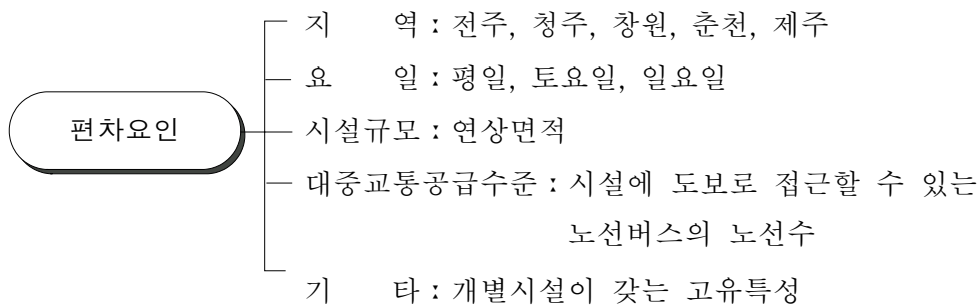 지 역 : 전주, 청주, 창원, 춘천, 제주
요 일 : 평일, 토요일, 일요일
편차요인
시설규모 : 연상면적
대중교통공급수준 : 시설에 도보로 접근할 수 있는
노선버스의 노선수
기 타 : 개별시설이 갖는 고유특성